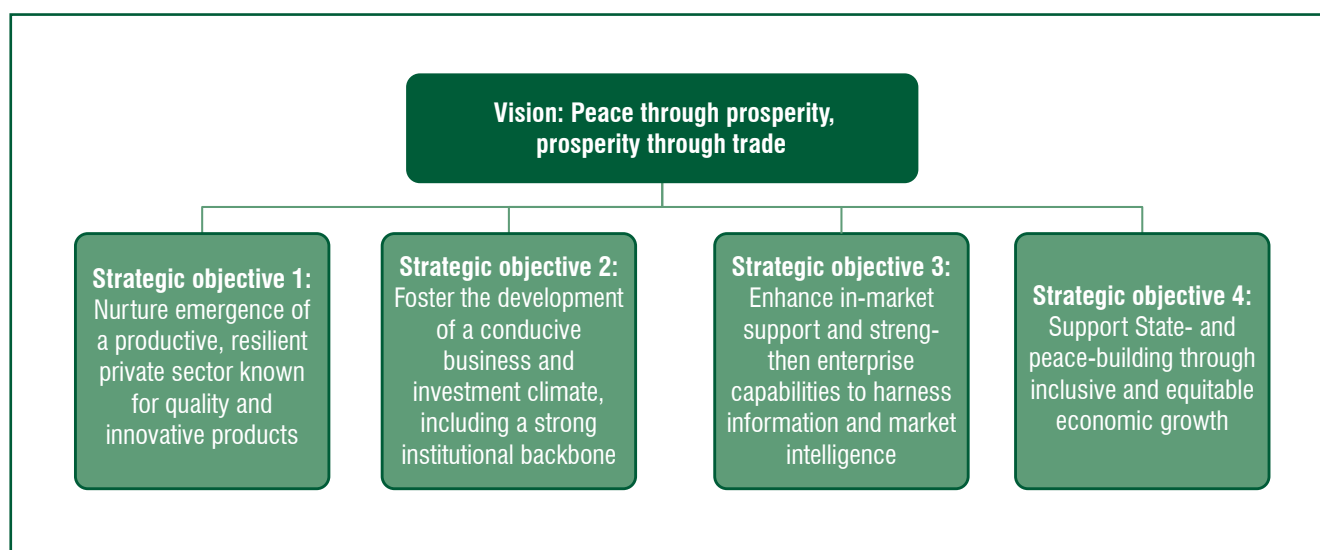 Vision: Peace through prosperity,
prosperity through trade
Strategic objective 1:
Nurture emergence of
a productive, resilient
private sector known
for quality and
innovative products
Strategic objective 2:
Foster the development
of a conducive
business and
investment climate,
including a strong
institutional backbone
Strategic objective 3:
Enhance in-market
support and streng-
then enterprise
capabilities to harness
information and market
intelligence
Strategic objective 4:
Support State- and
peace-building through
inclusive and equitable
economic growth